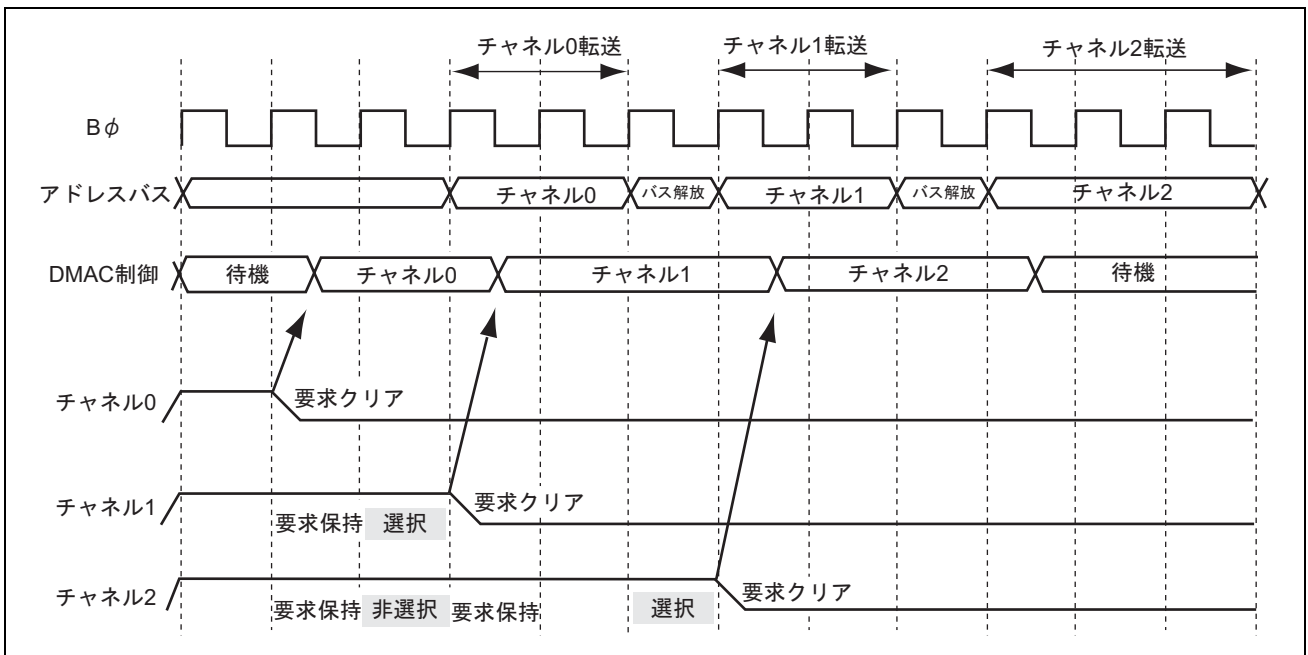 チャネル0転送 チャネル1転送 チャネル2転送
Bφ
アドレスバス チャネル0 バス解放 チャネル1 バス解放 チャネル2
DMAC制御 待機 チャネル0 チャネル1 チャネル2 待機
チャネル0 要求クリア
チャネル1 要求保持 選択 要求クリア
チャネル2 要求保持 非選択 要求保持 選択 要求クリア